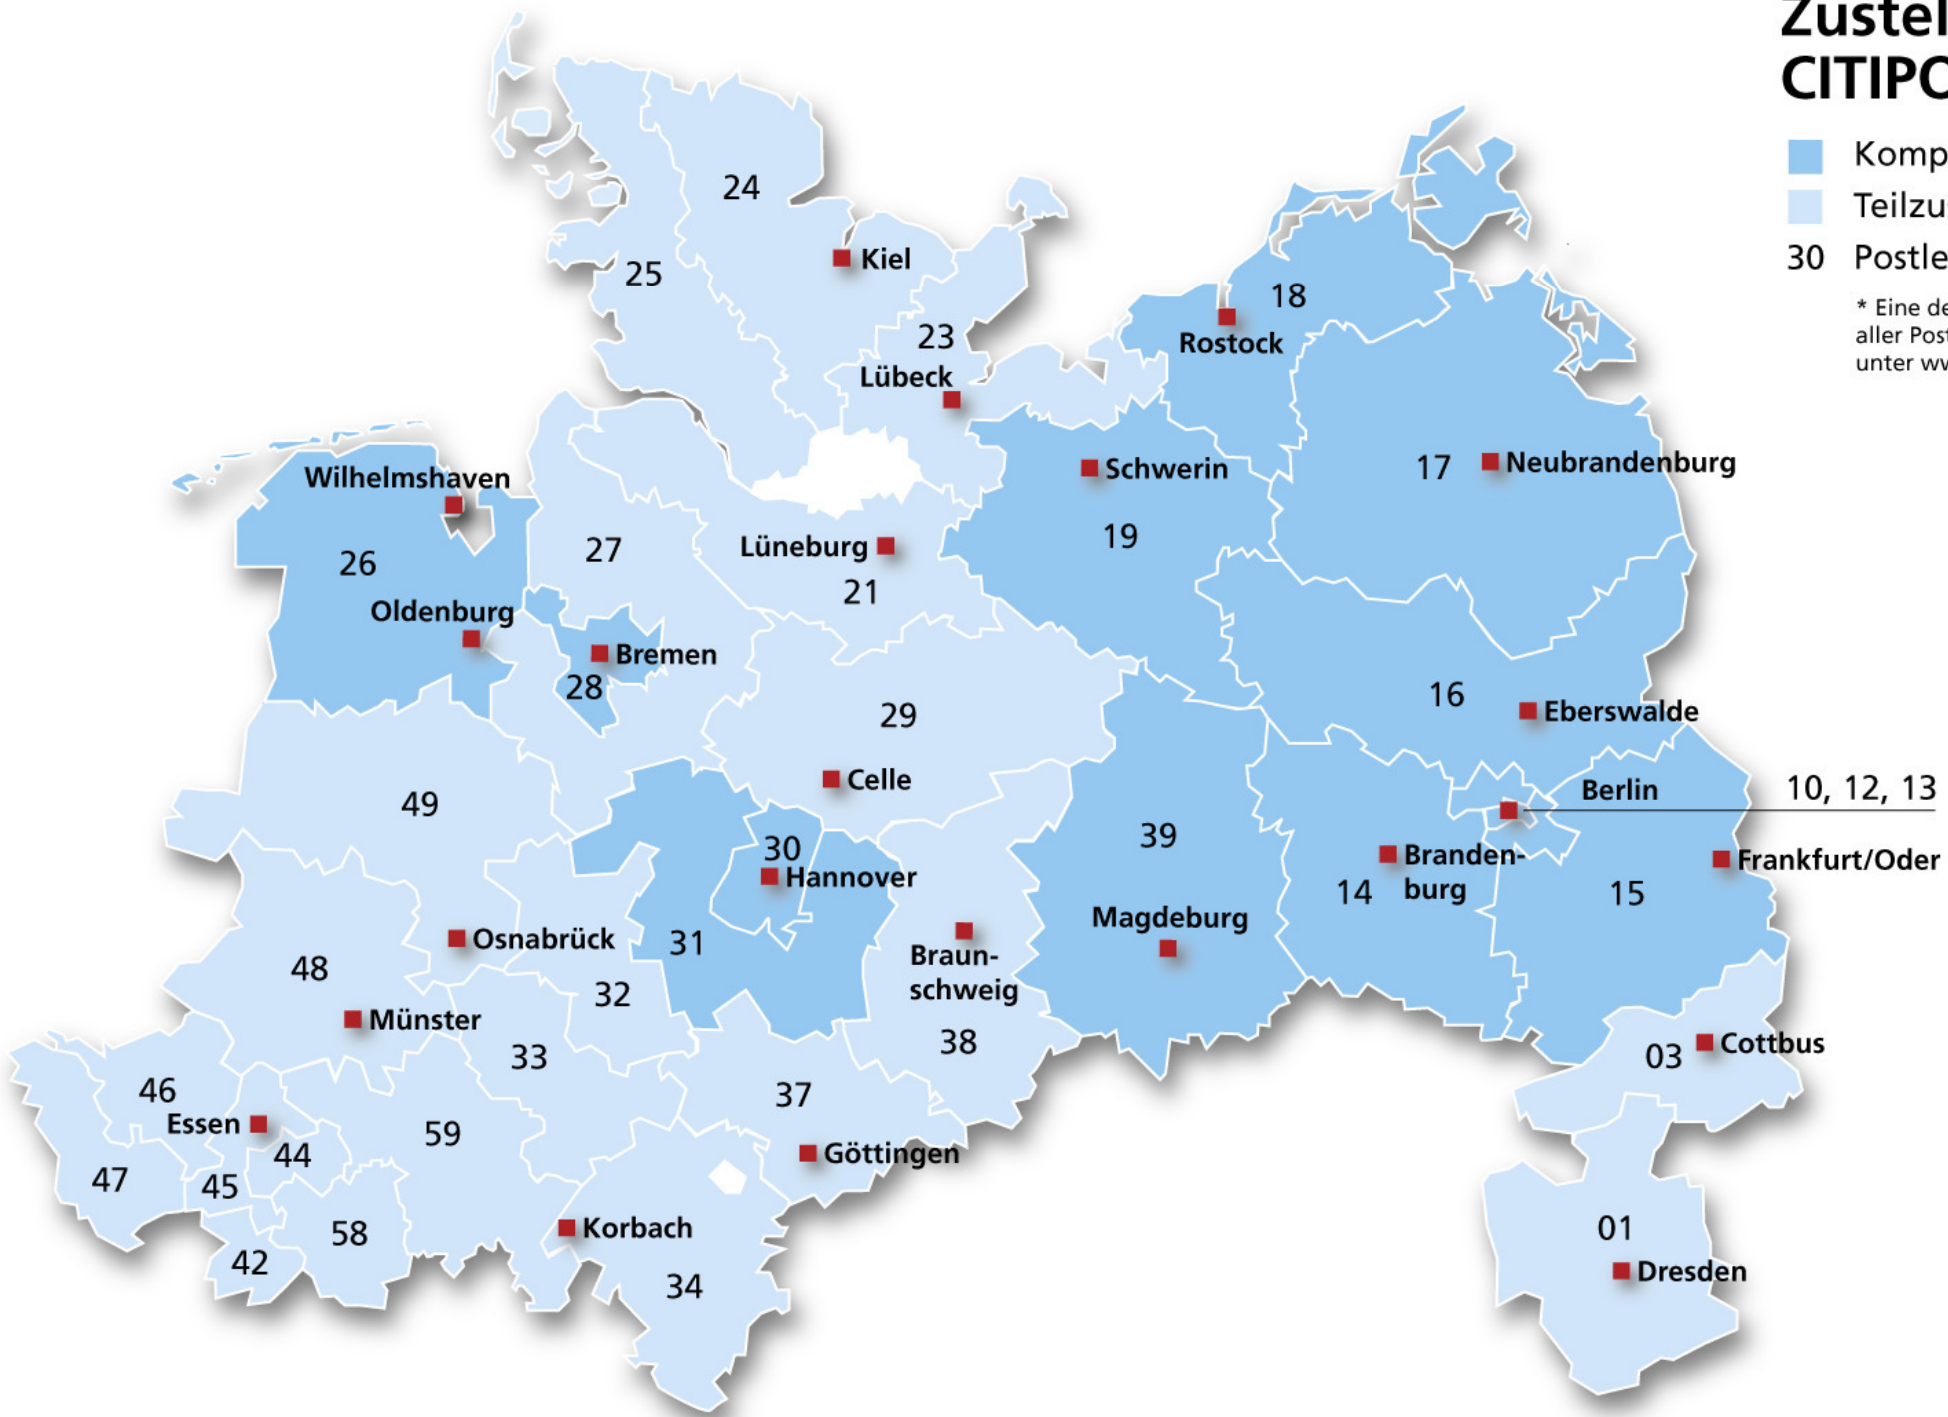 Zustel
CITIPO
Komp
Teilzu
30 Postle
* Eine de
aller Post
unter ww
24
Kiel
25
23
Lübeck
18
Rostock
17
Neubrandenburg
Schwerin
19
Wilhelmshaven
26
Oldenburg
27
Lüneburg
21
Bremen
28
29
Celle
16
Eberswalde
Berlin
10, 12, 13
49
30
Hannover
39
Magdeburg
Branden-
burg
14
Frankfurt/Oder
15
Osnabrück
31
Braun-
schweig
48
Münster
32
33
38
03
Cottbus
46
Essen
44
59
37
Göttingen
47
45
58
42
Korbach
34
01
Dresden